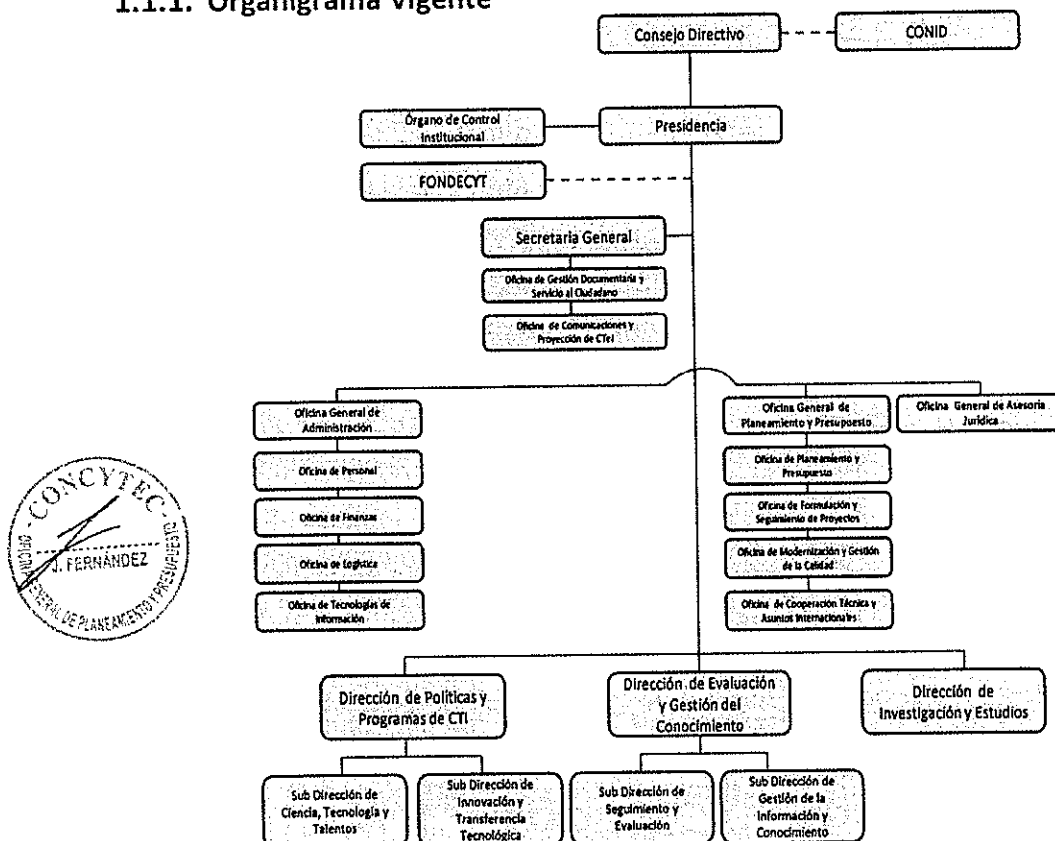 1.1.1. Organigrama Vigente
Consejo Directivo
CONID
Órgano de Control
Institucional
Presidencia
FONDECYT
Secretaria General
Oficina de Gestión Documentaria y
Servicio al Ciudadano
Oficina de Comunicaciones y
Proyección de CTeI
Oficina General de
Administración
Oficina General de
Planeamiento y Presupuesto
Oficina General de Asesoria
Jurídica
Oficina de Personal
Oficina de Planeamiento y
Presupuesto
Oficina de Finanzas
Oficina de Formulación y
Seguimiento de Proyectos
Oficina de Logística
Oficina de Modernización y Gestión
de la Calidad
Oficina de Tecnologías de
Información
Oficina de Cooperación Técnica y
Asuntos Internacionales
CONCYTEC
J. FERNÁNDEZ
OFICINA GENERAL DE PLANEAMIENTO Y PRESUPUESTO
Dirección de Políticas y
Programas de CTI
Dirección de Evaluación
y Gestión del
Conocimiento
Dirección de
Investigación y Estudios
Sub Dirección de
Ciencia, Tecnología y
Talentos
Sub Dirección de
Innovación y
Transferencia
Tecnológica
Sub Dirección de
Seguimiento y
Evaluación
Sub Dirección de
Gestión de la
Información y
Conocimiento